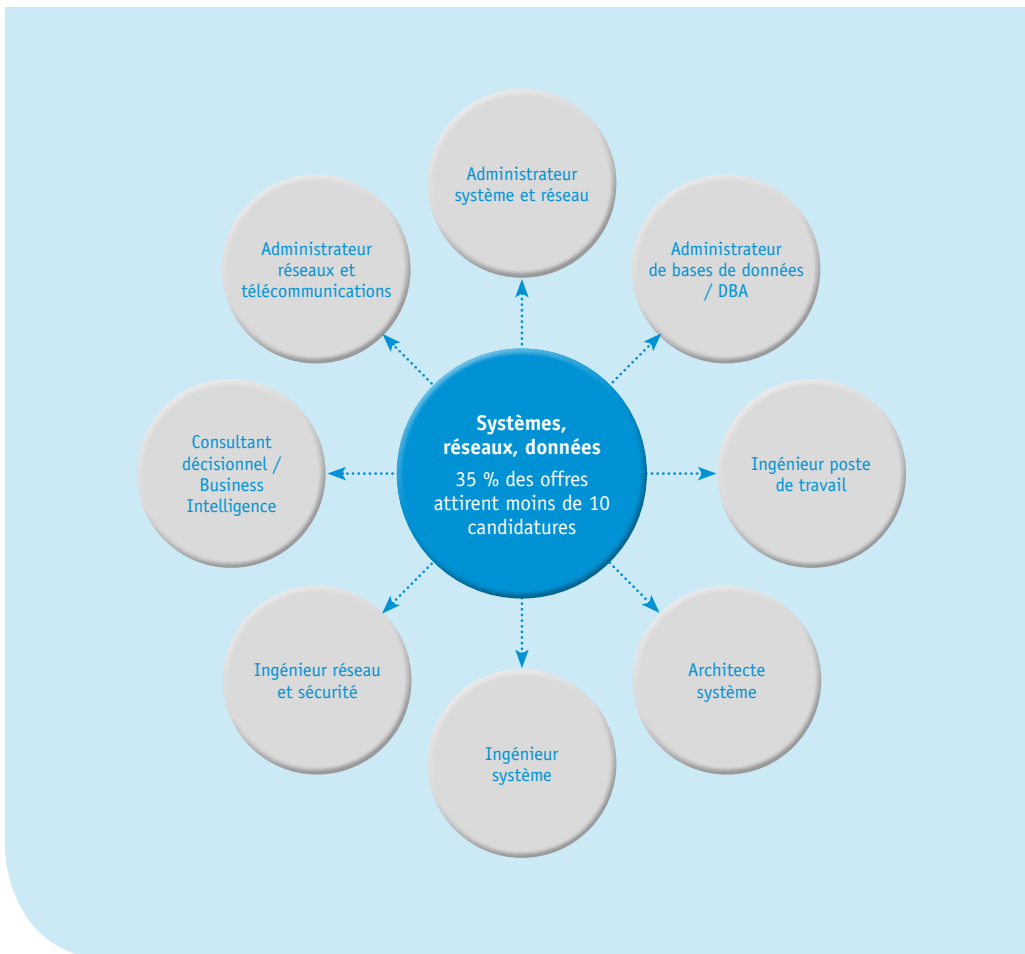 Administrateur
système et réseau
Administrateur
réseaux et
télécommunications
Administrateur
de bases de données
/ DBA
Systèmes,
réseaux, données
35 % des offres
attirent moins de 10
candidatures
Consultant
décisionnel /
Business
Intelligence
Ingénieur poste
de travail
Ingénieur réseau
et sécurité
Architecte
système
Ingénieur
système